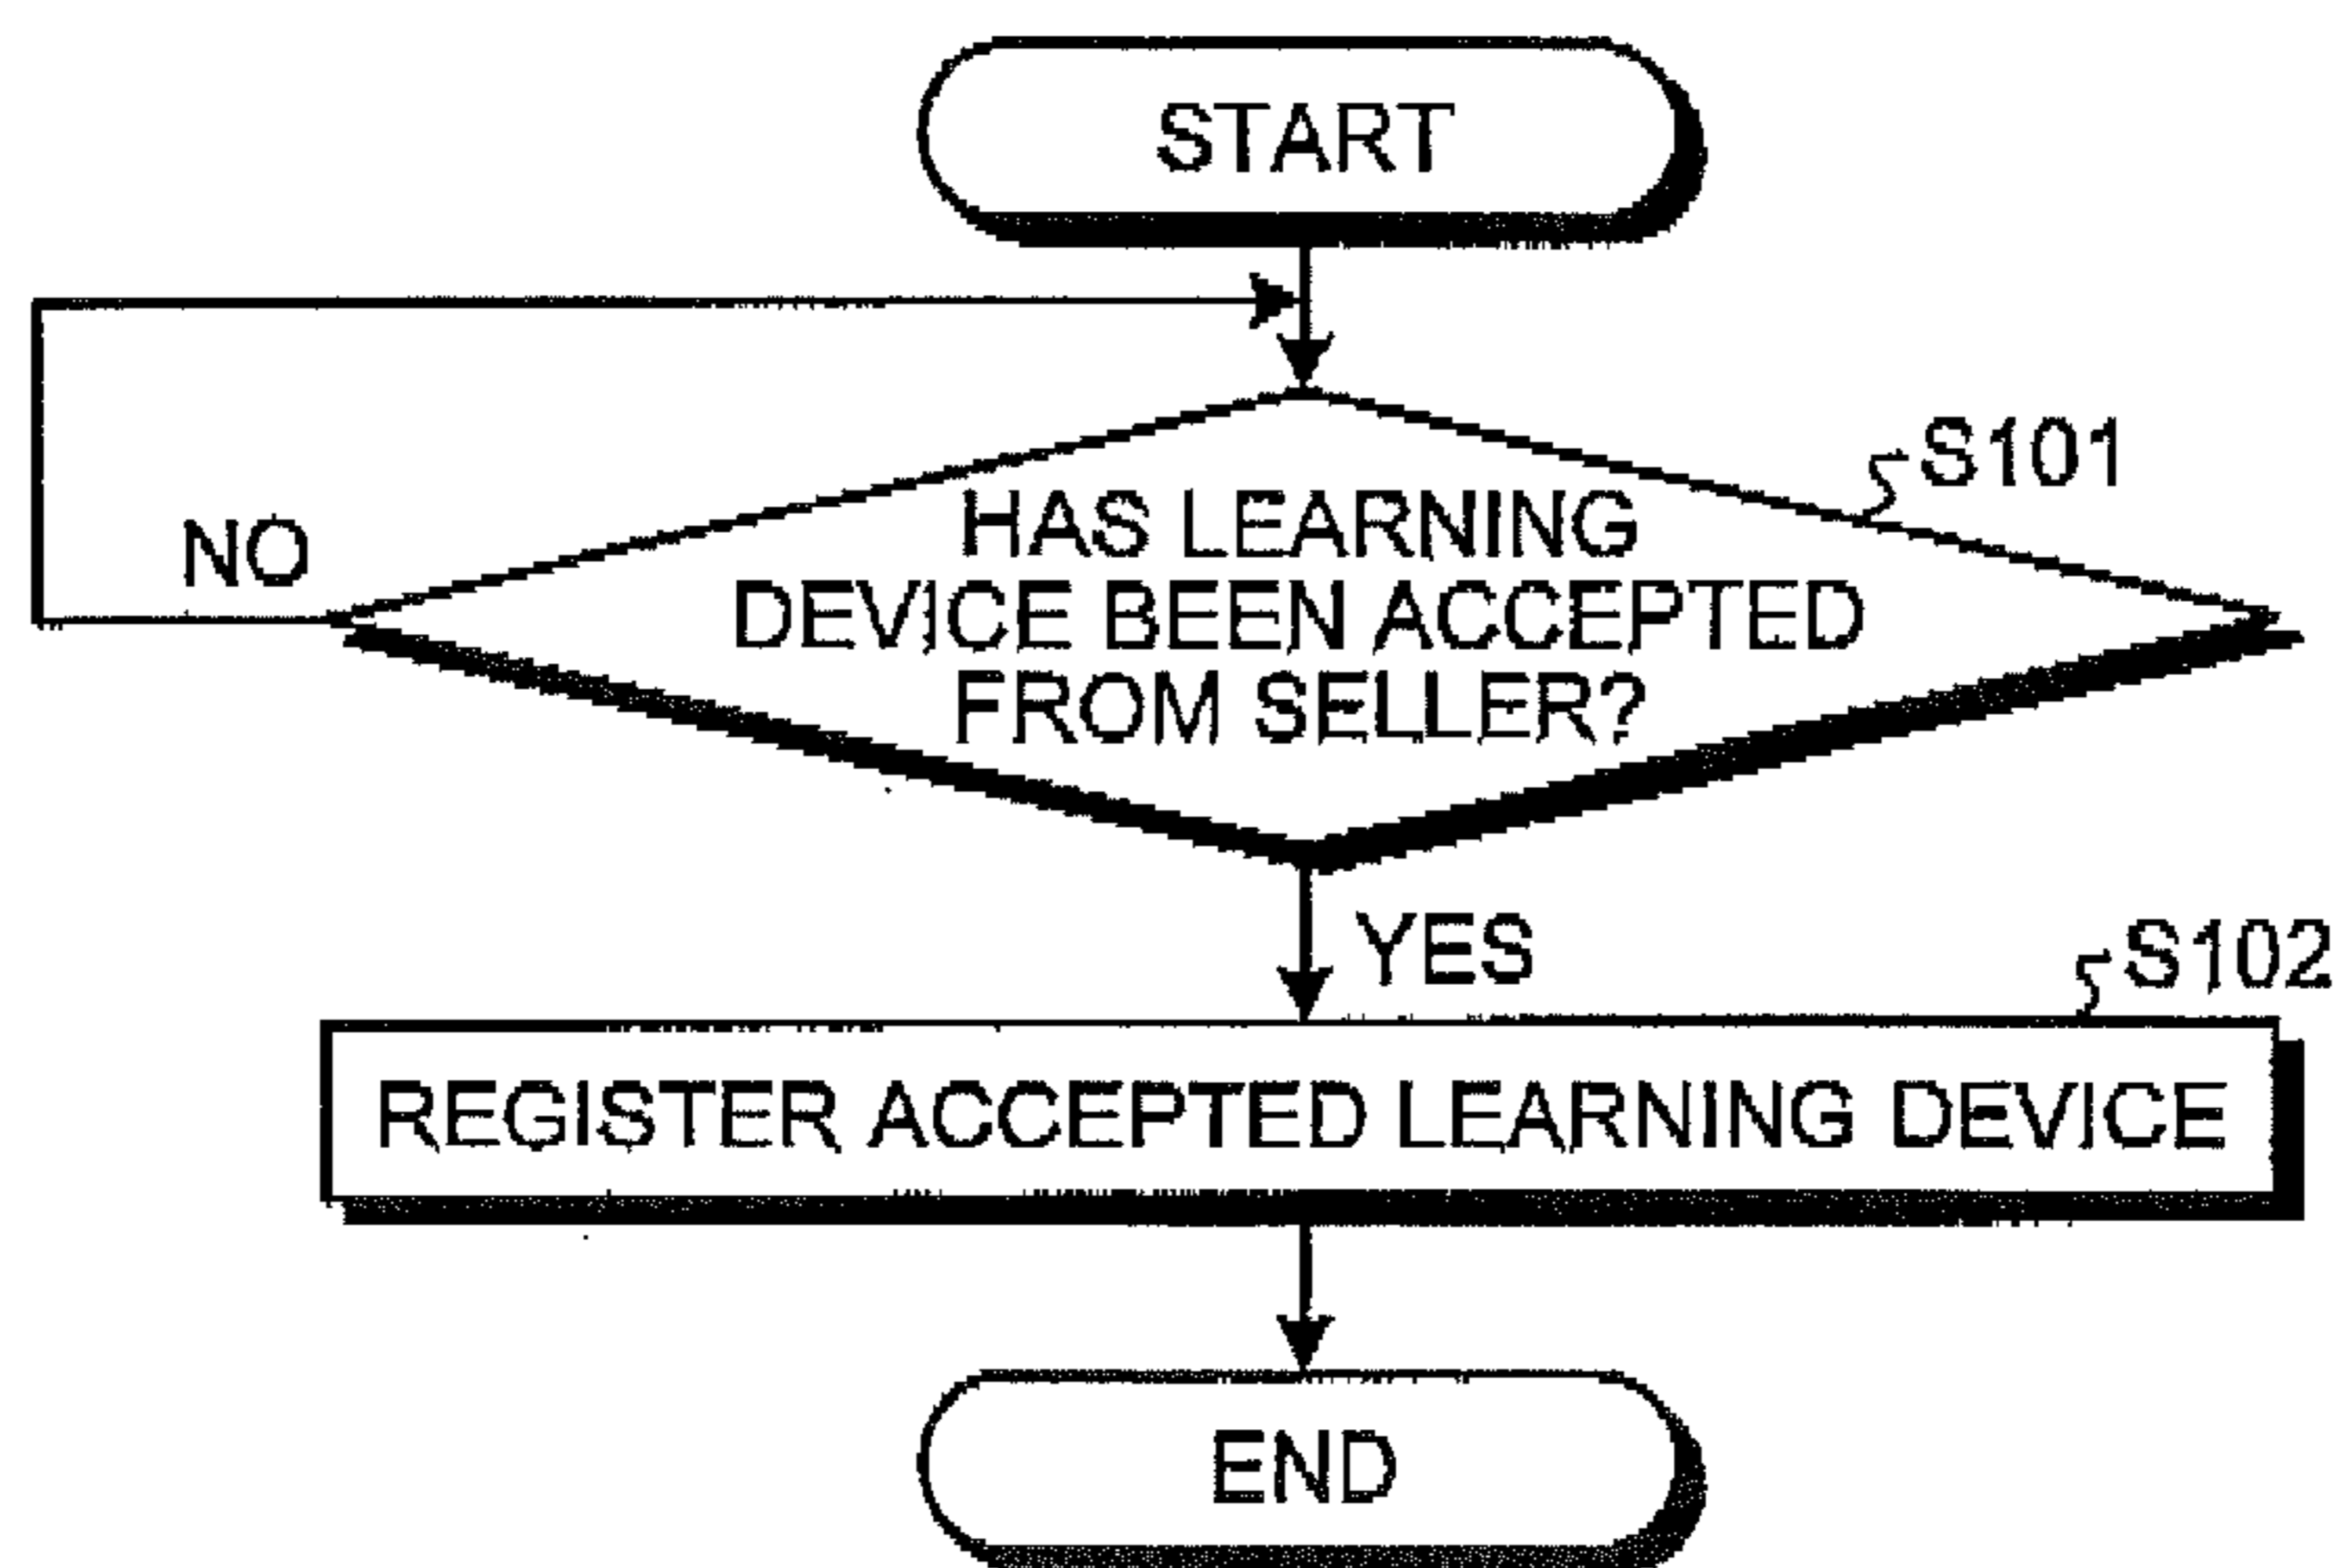 START
S101
HAS LEARNING
DEVICE BEEN ACCEPTED
FROM SELLER?
NO
YES
S102
REGISTER ACCEPTED LEARNING DEVICE
END